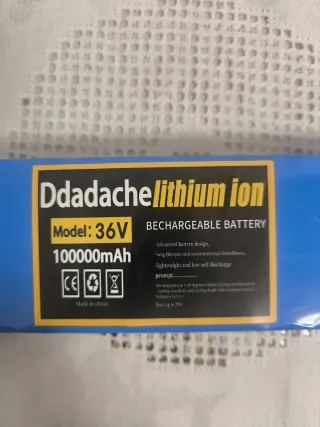 Ddadache lithium ion
Model: 36V
BECHARGEABLE BATTERY
100000mAh
·Advanced battery design,
long lifespan and environmental friendliness,
lightweight and low self discharge
prompt
Made in china